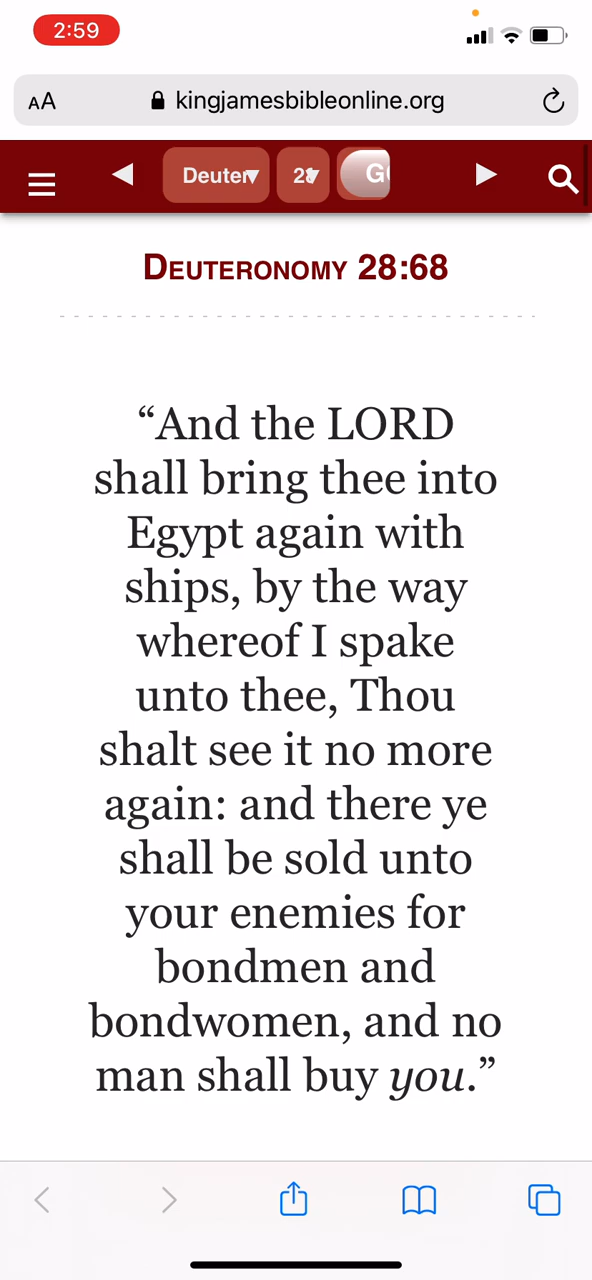 2:59
AA kingjamesbibleonline.org
Deuter 28 G
DEUTERONOMY 28:68
“And the LORD
shall bring thee into
Egypt again with
ships, by the way
whereof I spake
unto thee, Thou
shalt see it no more
again: and there ye
shall be sold unto
your enemies for
bondmen and
bondwomen, and no
man shall buy you.”